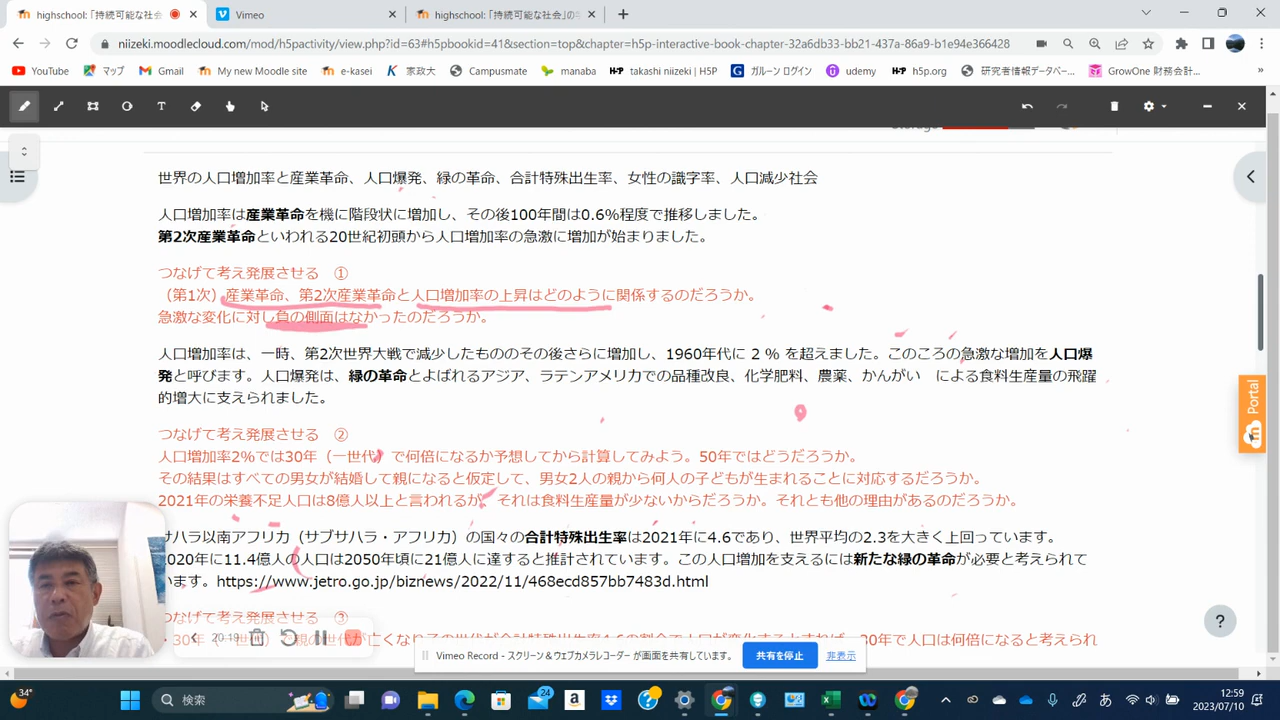 highschool: 「持続可能な社会
Vimeo
highschool: 「持続可能な社会」の学
niizeki.moodlecloud.com/mod/h5pactivity/view.php?id=63#h5pbookid=41&section=top&chapter=h5p-interactive-book-chapter-32a6db33-bb21-437a-86a9-b1e94e366428
YouTube
マップ
Gmail
My new Moodle site
e-kasei
家政大
Campusmate
manaba
takashi niizeki | H5P
ガルーン ログイン
udemy
h5p.org
研究者情報データベー...
GrowOne 財務会計...
世界の人口増加率と産業革命、人口爆発、緑の革命、合計特殊出生率、女性の識字率、人口減少社会
人口増加率は産業革命を機に階段状に増加し、その後100年間は0.6%程度で推移しました。
第2次産業革命といわれる20世紀初頭から人口増加率の急激に増加が始まりました。
つなげて考え発展させる ①
（第1次）産業革命、第2次産業革命と人口増加率の上昇はどのように関係するのだろうか。
急激な変化に対し負の側面はなかったのだろうか。
人口増加率は、一時、第2次世界大戦で減少したもののその後さらに増加し、1960年代に 2 % を超えました。このころの急激な増加を人口爆
発と呼びます。人口爆発は、緑の革命とよばれるアジア、ラテンアメリカでの品種改良、化学肥料、農薬、かんがい による食料生産量の飛躍
的増大に支えられました。
つなげて考え発展させる ②
人口増加率2%では30年（一世代）で何倍になるか予想してから計算してみよう。50年ではどうだろうか。
その結果はすべての男女が結婚して親になると仮定して、男女2人の親から何人の子どもが生まれることに対応するだろうか。
2021年の栄養不足人口は8億人以上と言われるが、それは食料生産量が少ないからだろうか。それとも他の理由があるのだろうか。
サハラ以南アフリカ（サブサハラ・アフリカ）の国々の合計特殊出生率は2021年に4.6であり、世界平均の2.3を大きく上回っています。
2020年に11.4億人の人口は2050年頃に21億人に達すると推計されています。この人口増加を支えるには新たな緑の革命が必要と考えられて
います。https://www.jetro.go.jp/biznews/2022/11/468ecd857bb7483d.html
つなげて考え発展させる ③
Portal
20:19
Vimeo Record - スクリーン＆ウェブカメラレコーダー が画面を共有しています。
共有を停止
非表示
34°
検索
24
あ
12:59
2023/07/10